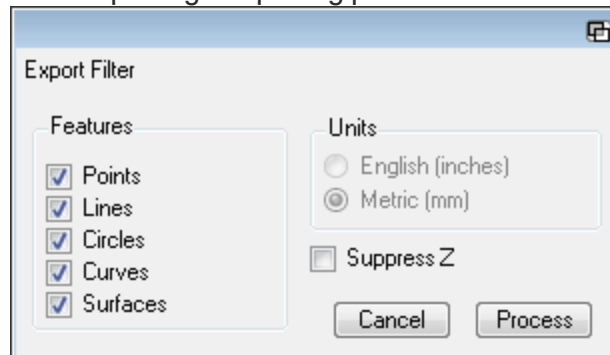 Export Filter
Features
Points
Lines
Circles
Curves
Surfaces
Units
English (inches)
Metric (mm)
Suppress Z
Cancel
Process